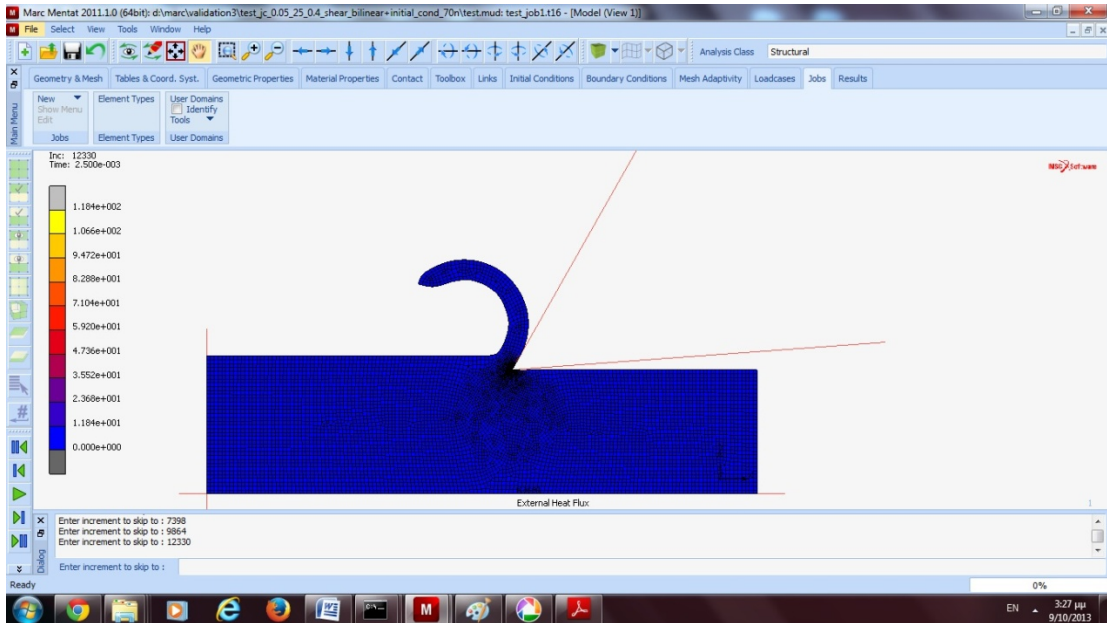 Marc Mentat 2011.1.0 (64bit): d:\marc\validation3\test_jc_0.05_25_0.4_shear_bilinear+initial_cond_70n\test.mud: test_job1.t16 - [Model (View 1)]
File Select View Tools Window Help
Analysis Class Structural
Geometry & Mesh Tables & Coord. Syst. Geometric Properties Material Properties Contact Toolbox Links Initial Conditions Boundary Conditions Mesh Adaptivity Loadcases Jobs Results
Main Menu
New Element Types User Domains
Show Menu Identify
Edit Tools
Jobs Element Types User Domains
Inc: 12330
Time: 2.500e-003
MSC Software
1.184e+002
1.066e+002
9.472e+001
8.288e+001
7.104e+001
5.920e+001
4.736e+001
3.552e+001
2.368e+001
1.184e+001
0.000e+000
External Heat Flux
1
Dialog
Enter increment to skip to : 7398
Enter increment to skip to : 9864
Enter increment to skip to : 12330
Enter increment to skip to :
Ready
0%
EN
3:27 μμ
9/10/2013